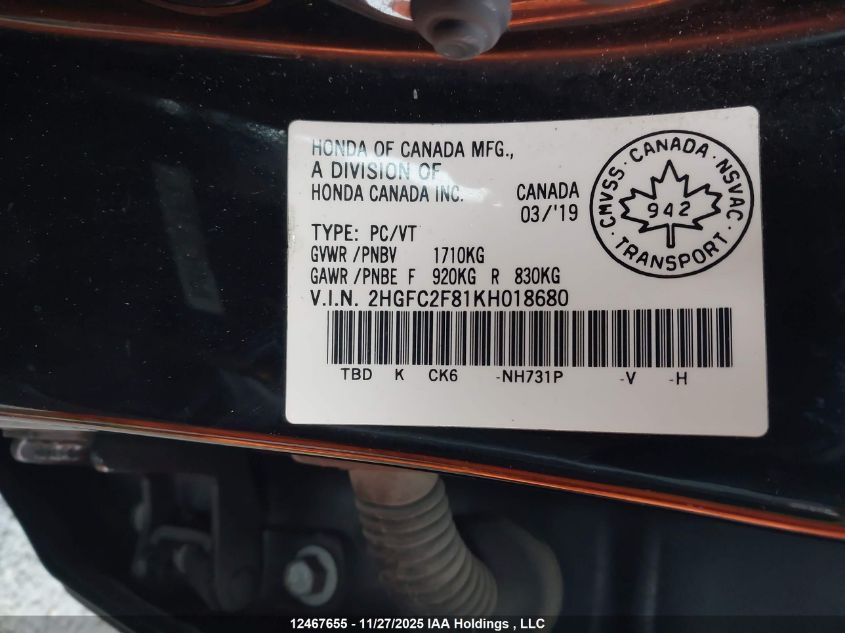 HONDA OF CANADA MFG.,
A DIVISION OF
HONDA CANADA INC. CANADA
03/'19
TYPE: PC/VT
GVWR /PNBV 1710KG
GAWR /PNBE F 920KG R 830KG
V.I.N. 2HGFC2F81KH018680
TBD K CK6 -NH731P -V -H
CMVSS · CANADA · NSVAC
942
· TRANSPORT ·
12467655 - 11/27/2025 IAA Holdings , LLC